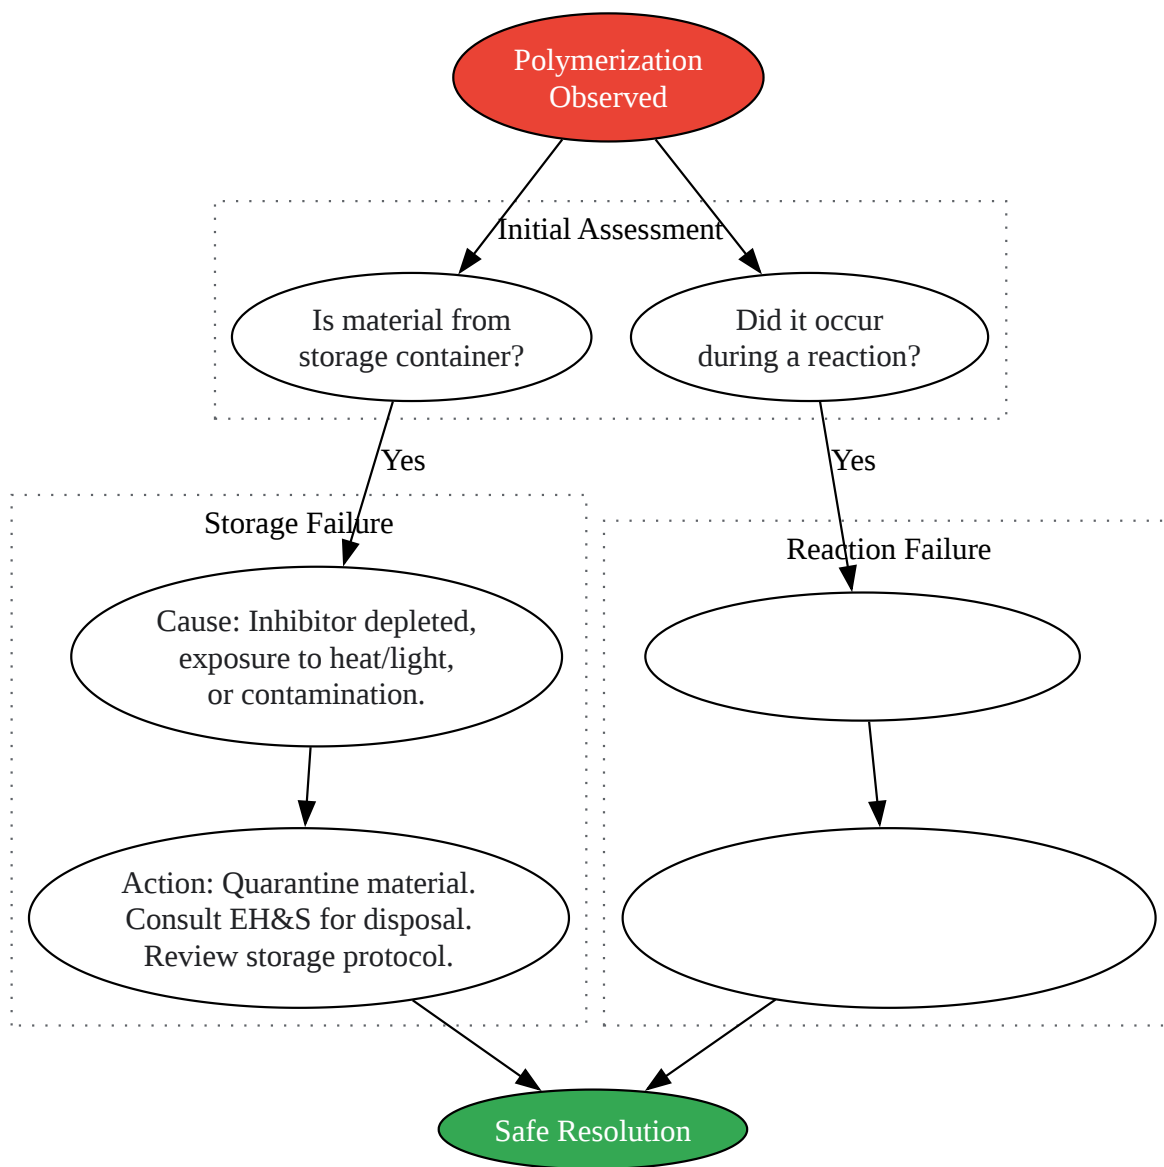 Polymerization
Observed
Initial Assessment
Is material from
storage container?
Did it occur
during a reaction?
Yes
Yes
Storage Failure
Reaction Failure
Cause: Inhibitor depleted,
exposure to heat/light,
or contamination.
Action: Quarantine material.
Consult EH&S for disposal.
Review storage protocol.
Safe Resolution